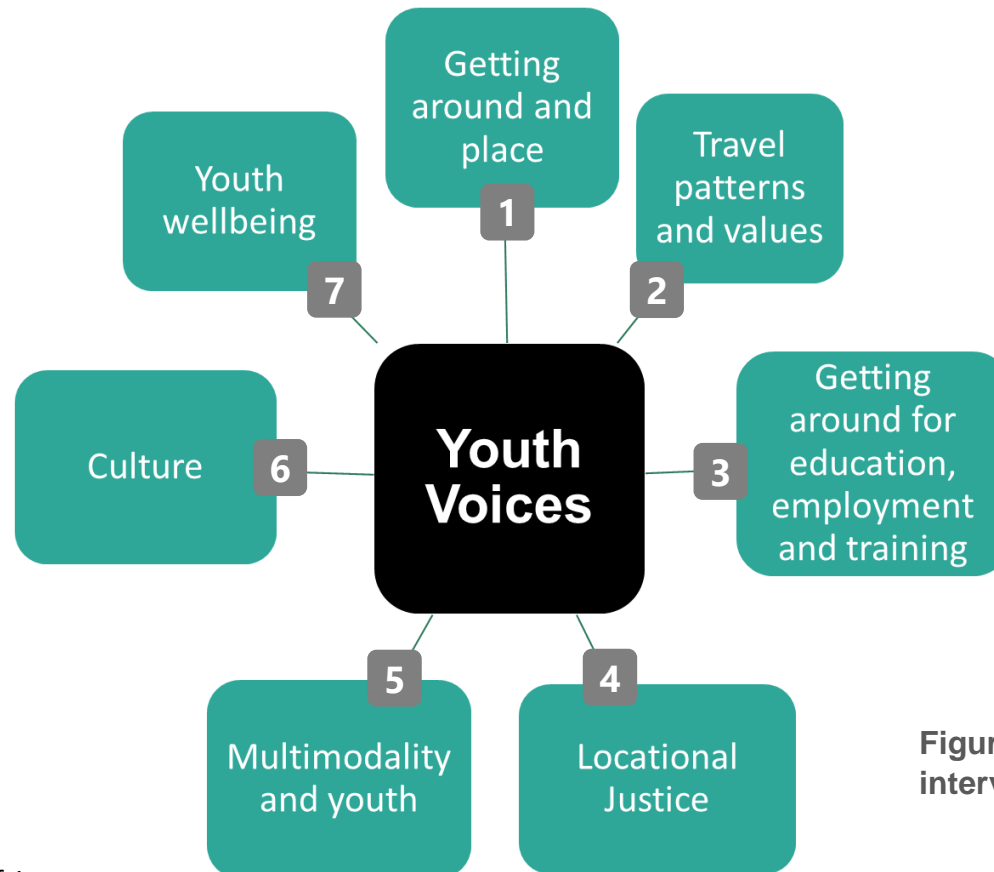 Getting
around and
place
1
Travel
patterns
and values
2
Getting
around for
education,
employment
and training
3
Locational
Justice
4
Multimodality
and youth
5
Culture
6
Youth
wellbeing
7
Youth
Voices